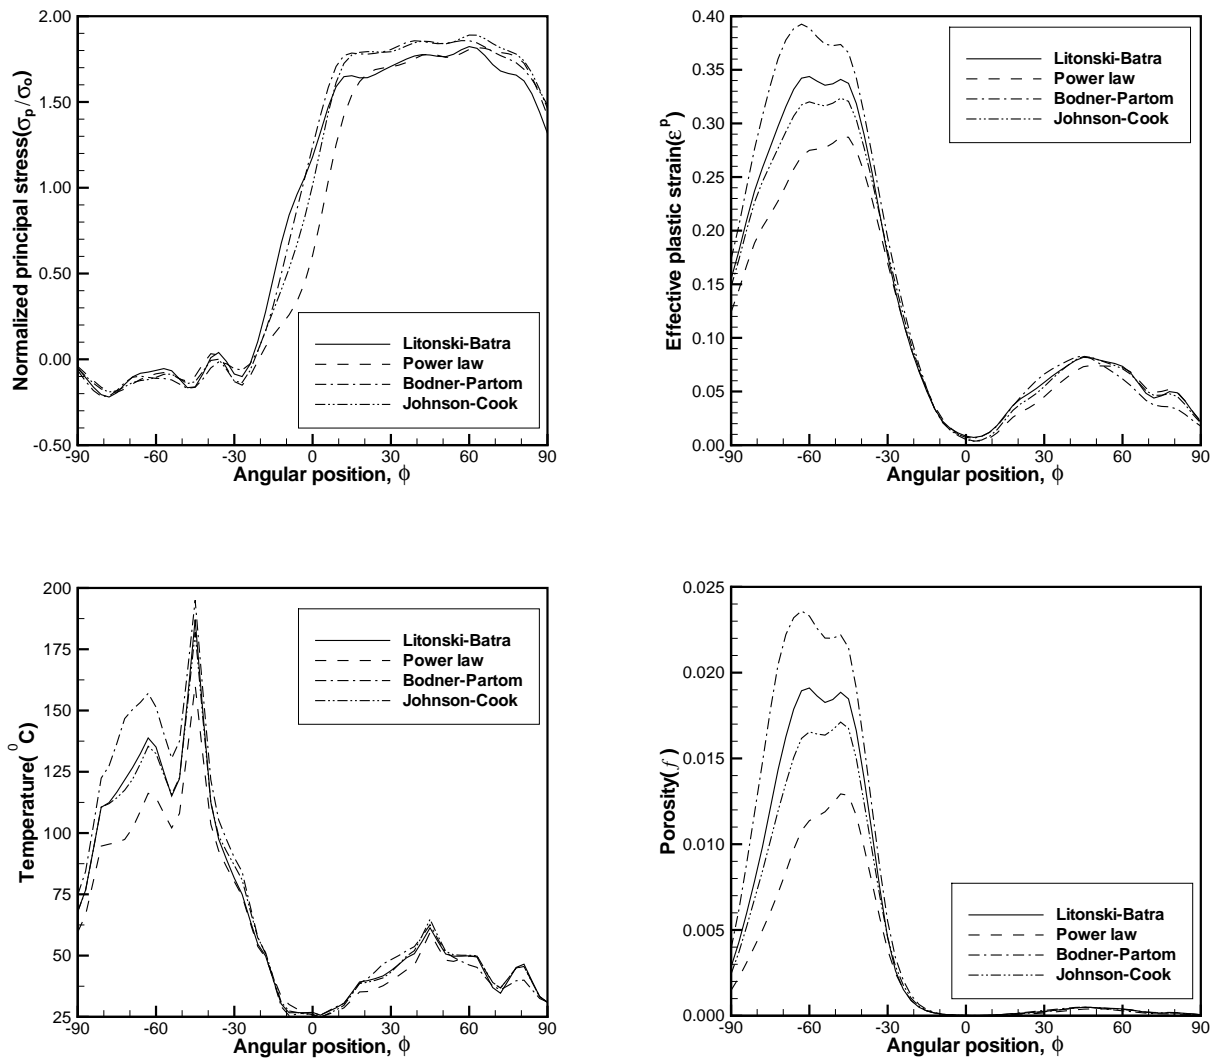 2.00
1.50
1.00
0.50
0.00
-0.50
-90 -60 -30 0 30 60 90
Normalized principal stress(σp/σo)
Angular position, ϕ
Litonski-Batra
Power law
Bodner-Partom
Johnson-Cook
0.40
0.35
0.30
0.25
0.20
0.15
0.10
0.05
0.00
-90 -60 -30 0 30 60 90
Effective plastic strain(ε^p)
Angular position, ϕ
Litonski-Batra
Power law
Bodner-Partom
Johnson-Cook
200
175
150
125
100
75
50
25
-90 -60 -30 0 30 60 90
Temperature(⁰C)
Angular position, ϕ
Litonski-Batra
Power law
Bodner-Partom
Johnson-Cook
0.025
0.020
0.015
0.010
0.005
0.000
-90 -60 -30 0 30 60 90
Porosity(f)
Angular position, ϕ
Litonski-Batra
Power law
Bodner-Partom
Johnson-Cook